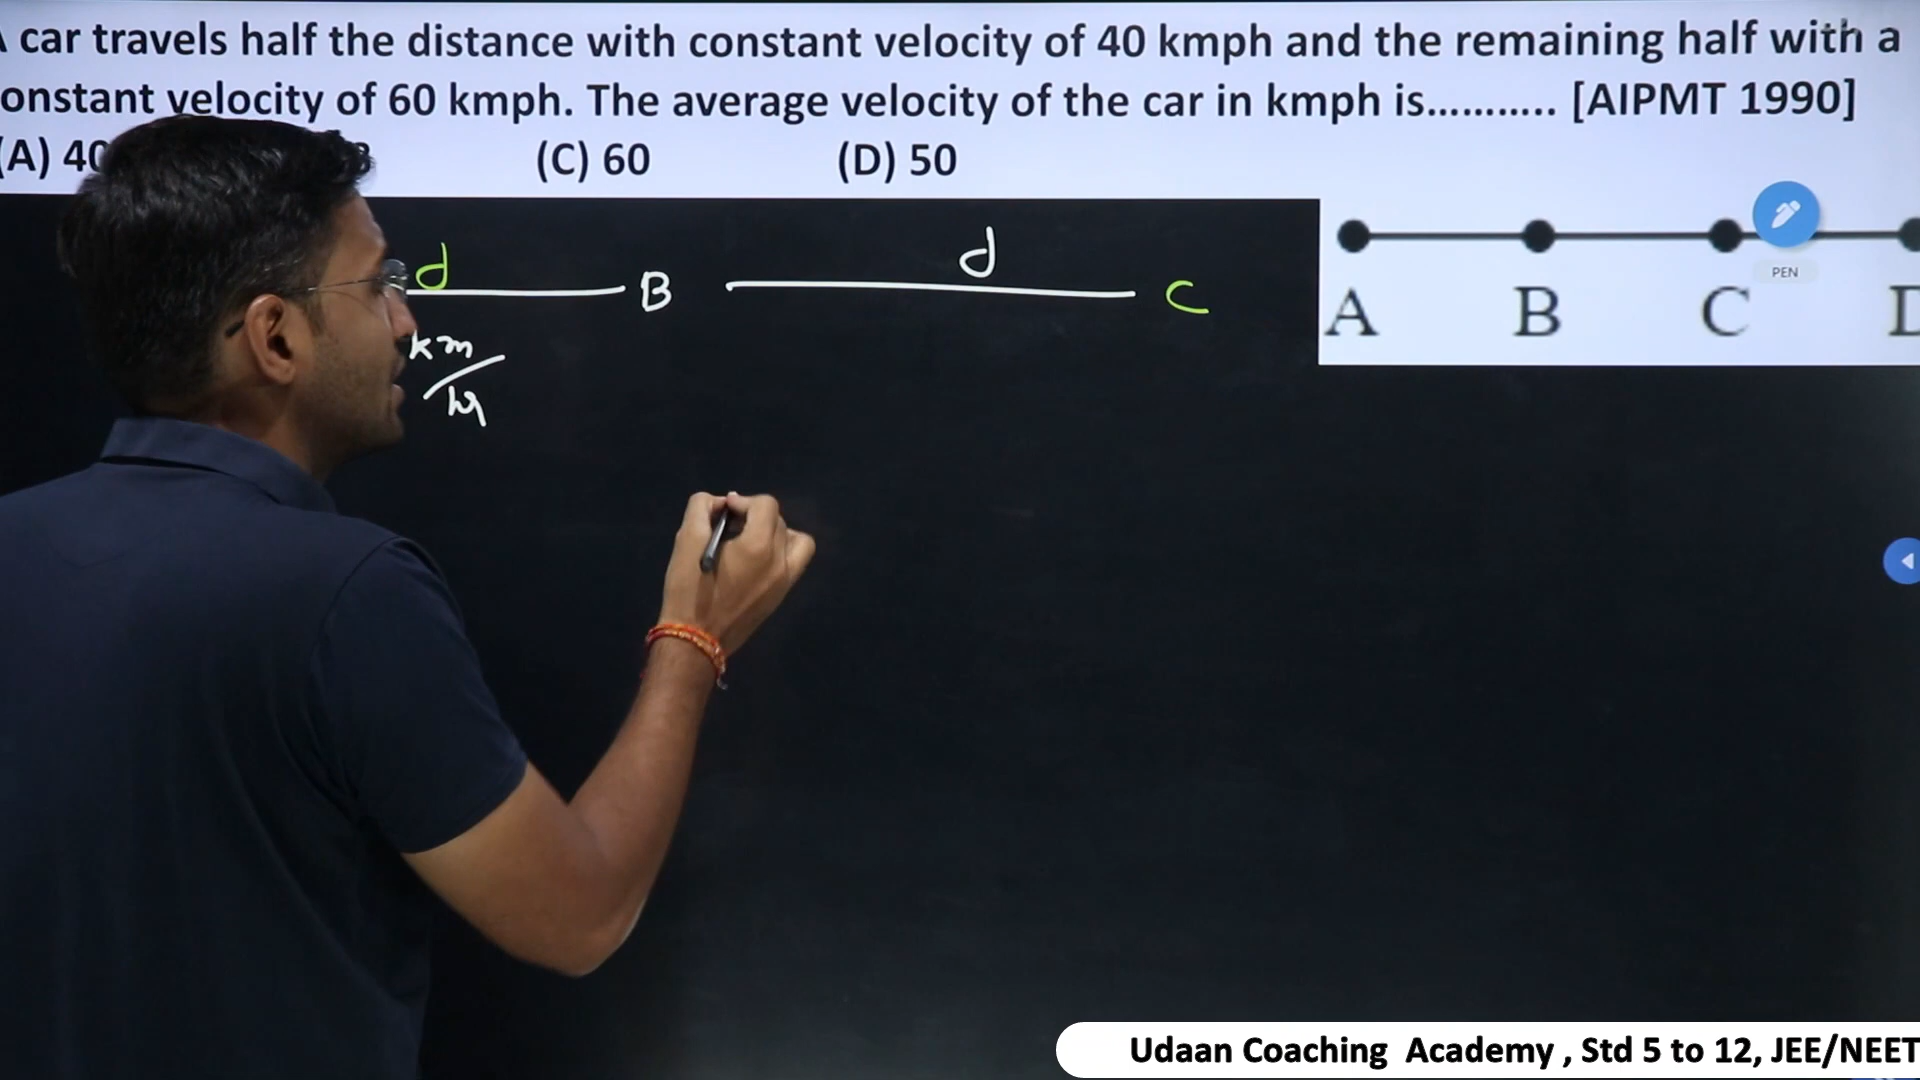 car travels half the distance with constant velocity of 40 kmph and the remaining half with a
onstant velocity of 60 kmph. The average velocity of the car in kmph is........... [AIPMT 1990]
(A) 40 (C) 60 (D) 50
d B d C
km/hr
PEN
A B C D
Udaan Coaching Academy , Std 5 to 12, JEE/NEET